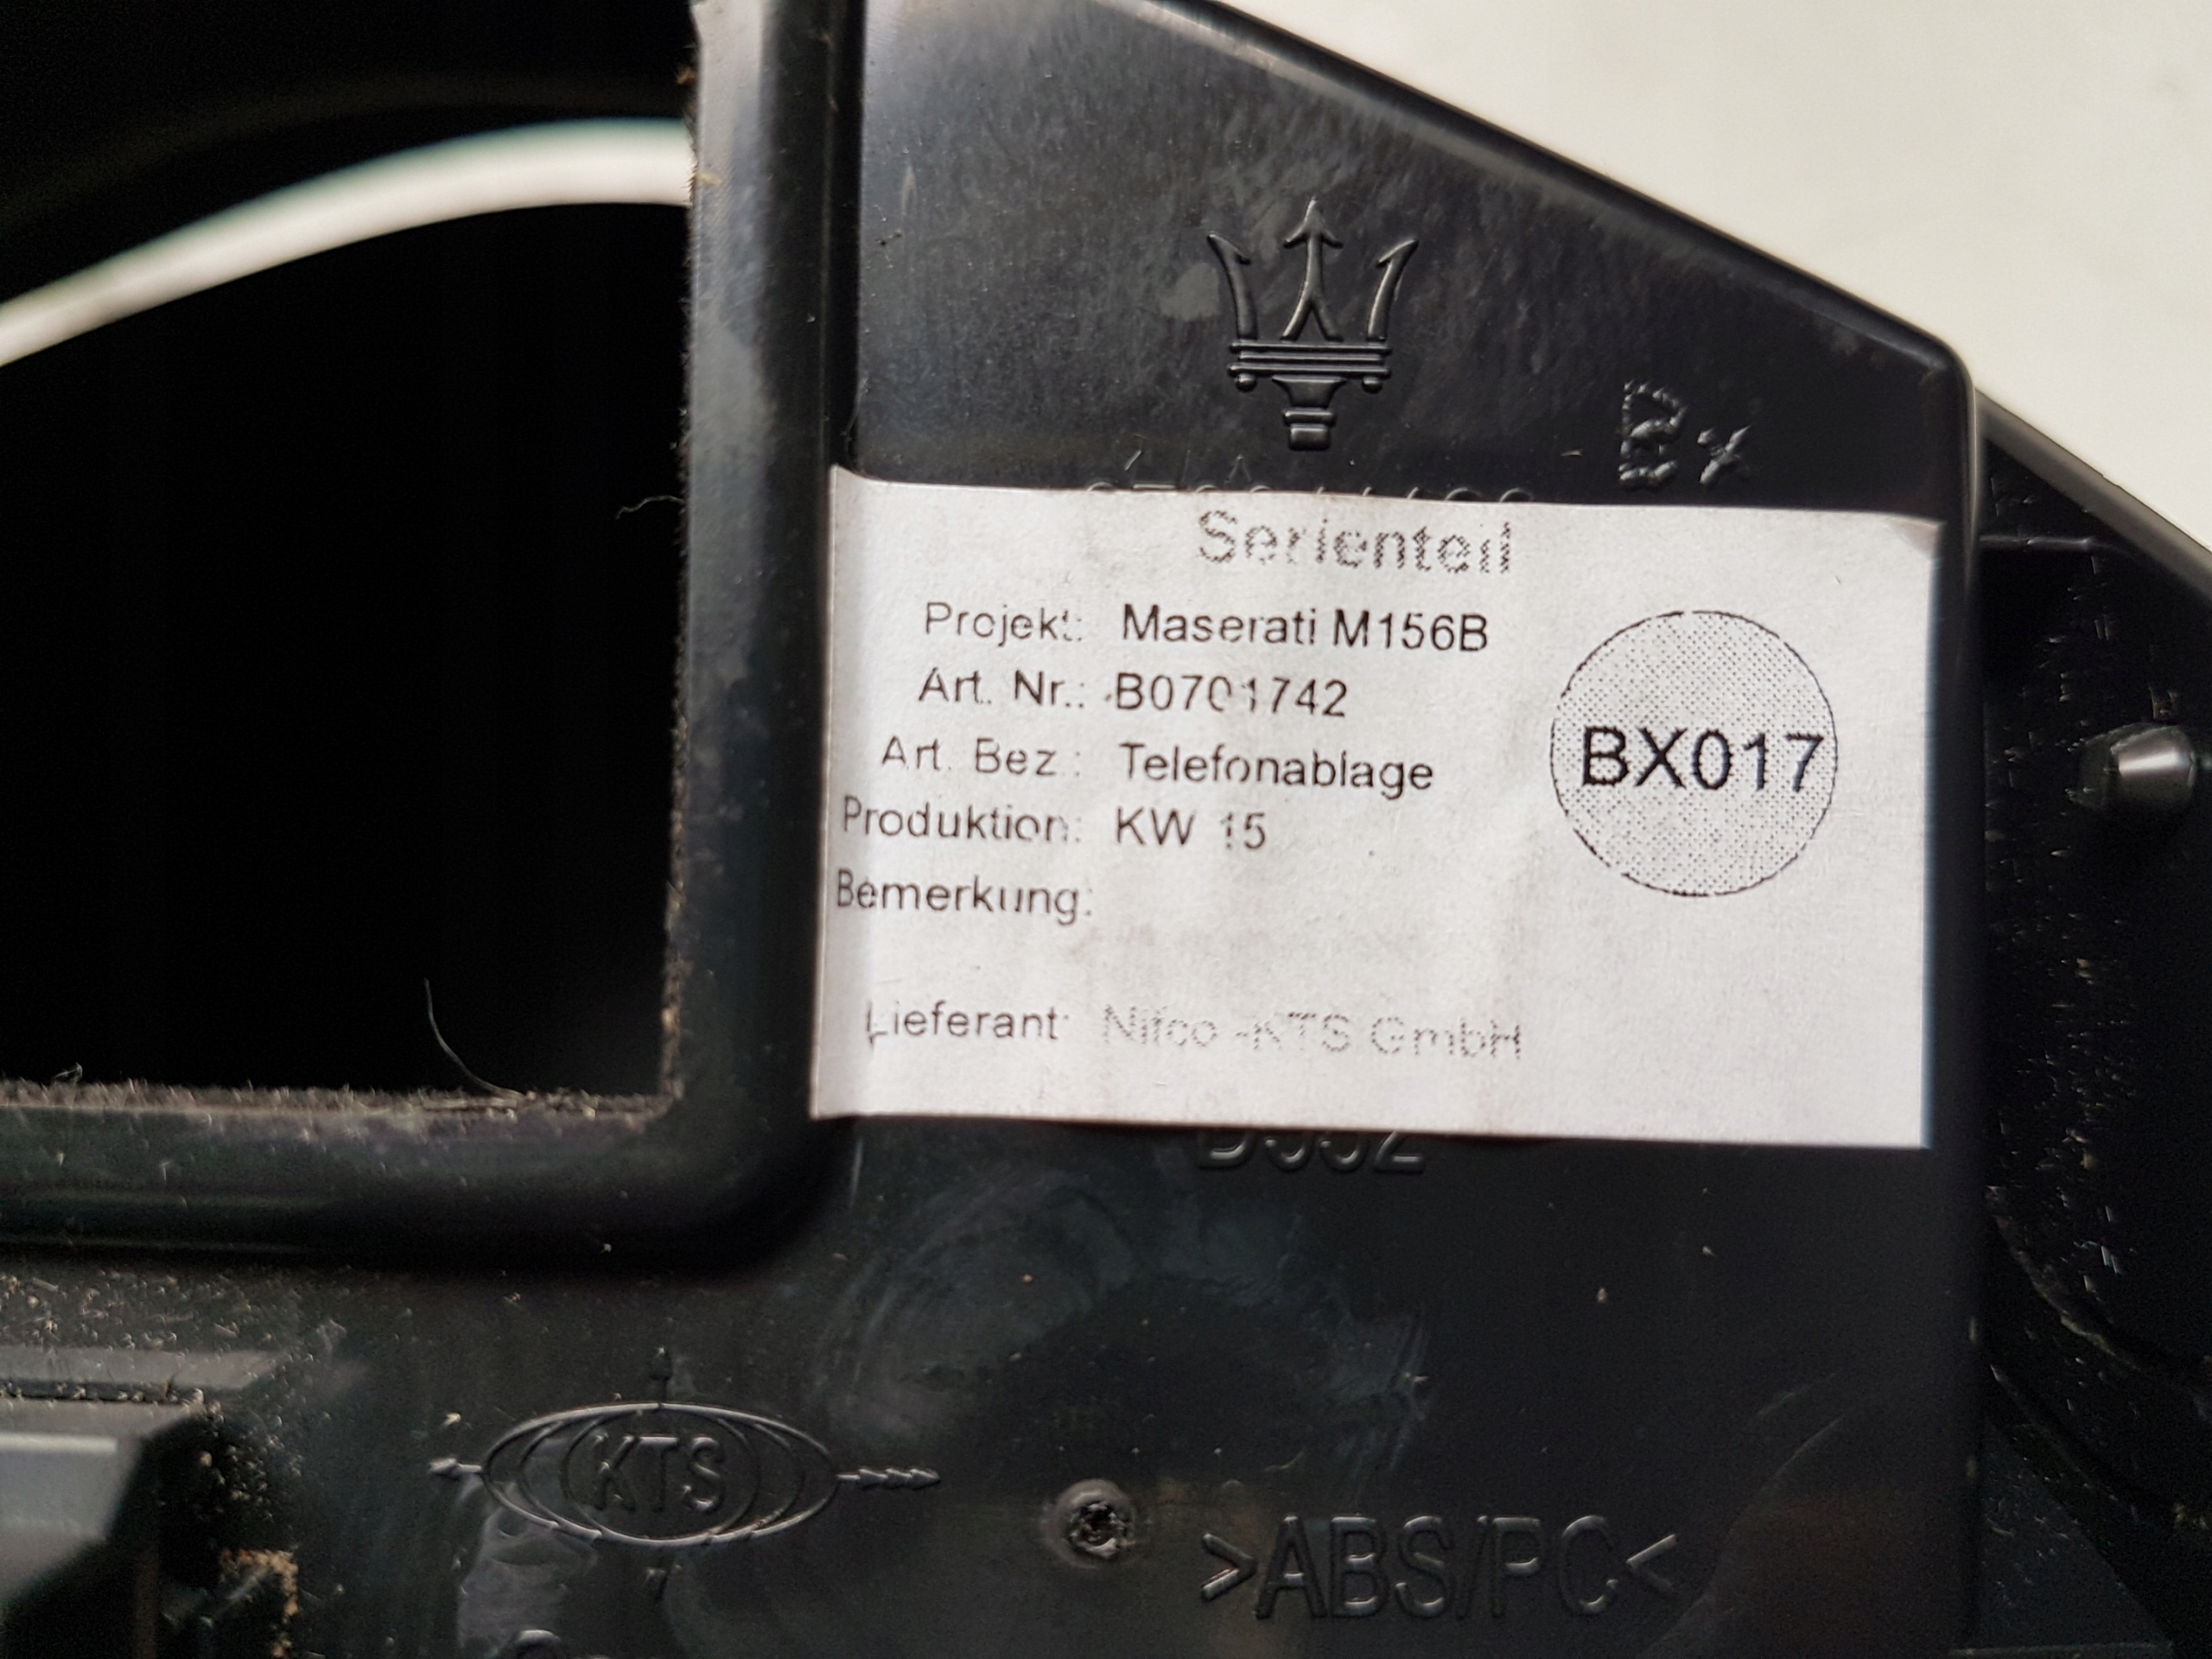 Bx
Serienteil
Projekt: Maserati M156B
Art. Nr.: B0701742
Art. Bez.: Telefonablage
BX017
Produktion: KW 15
Bemerkung:
Lieferant: Nifco-KTS GmbH
KTS
>ABS/PC<